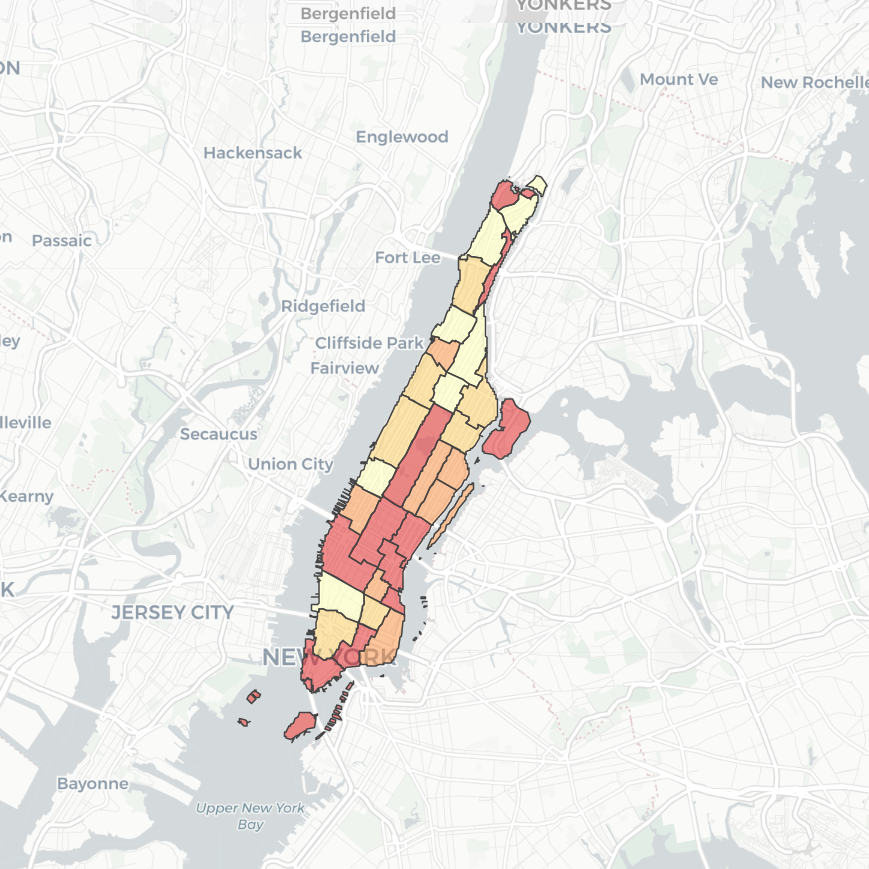 Bergenfield
YONKERS
Bergenfield
YONKERS
ON
Mount Ve
New Rochelle
Englewood
Hackensack
on
Passaic
Fort Lee
Ridgefield
ley
Cliffside Park
Fairview
lleville
Secaucus
Union City
Kearny
K
JERSEY CITY
NEW YORK
Bayonne
Upper New York
Bay